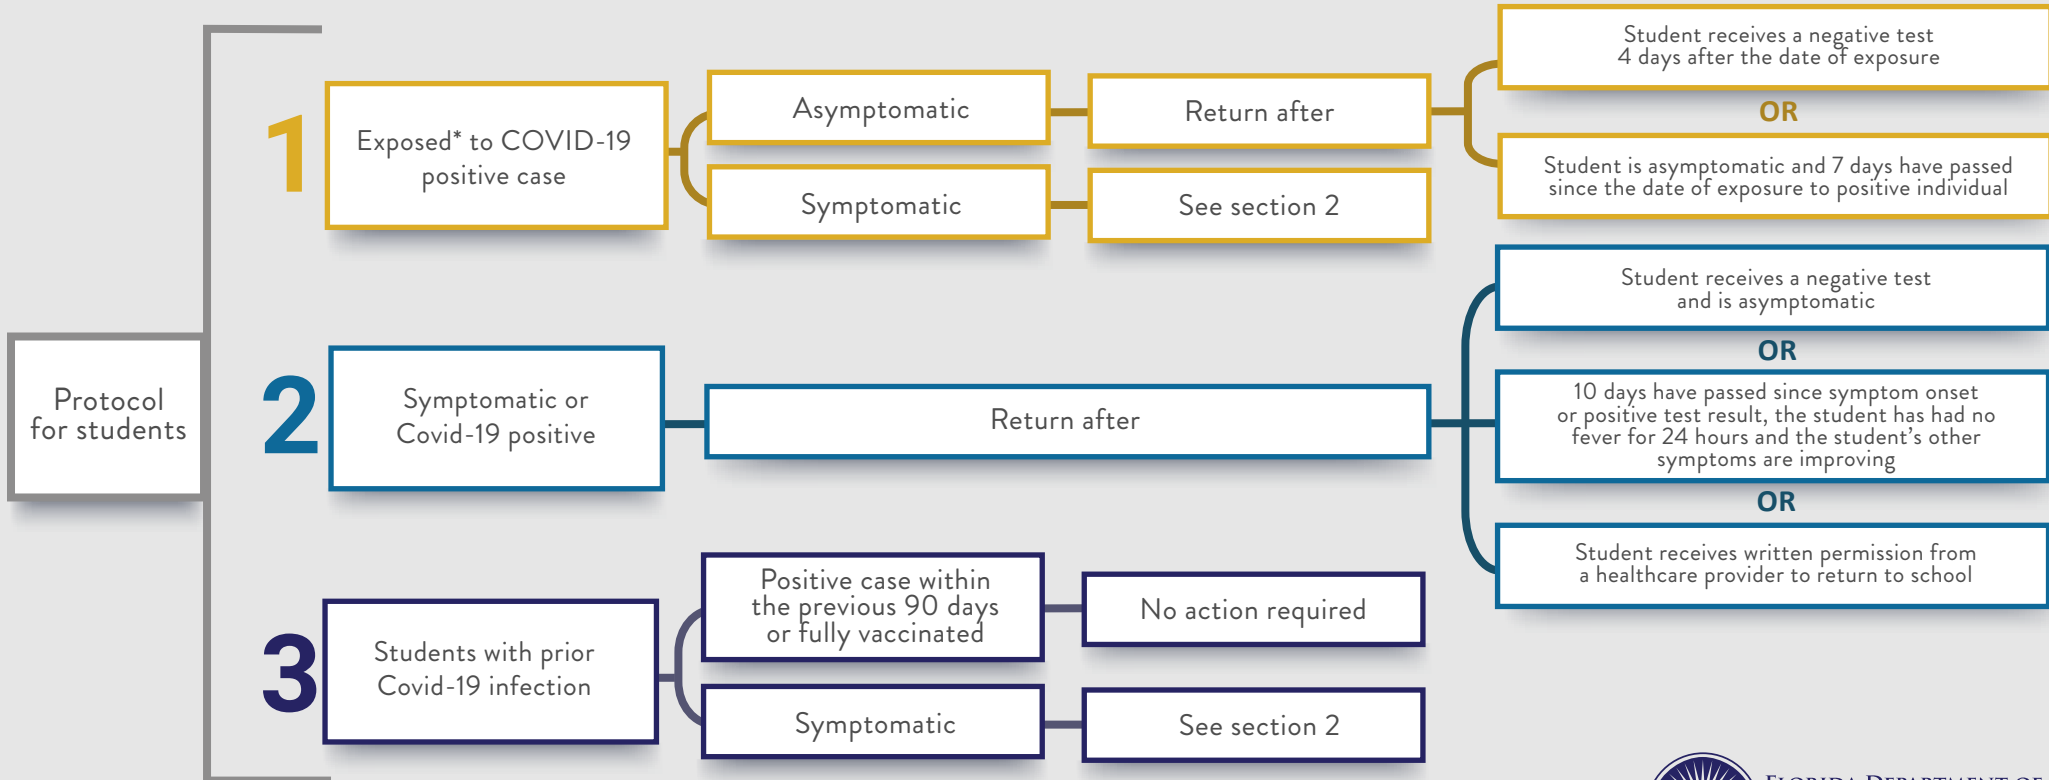 Protocol
for students
1
Exposed* to COVID-19
positive case
Asymptomatic
Return after
Student receives a negative test
4 days after the date of exposure
OR
Student is asymptomatic and 7 days have passed
since the date of exposure to positive individual
Symptomatic
See section 2
2
Symptomatic or
Covid-19 positive
Return after
Student receives a negative test
and is asymptomatic
OR
10 days have passed since symptom onset
or positive test result, the student has had no
fever for 24 hours and the student's other
symptoms are improving
OR
Student receives written permission from
a healthcare provider to return to school
3
Students with prior
Covid-19 infection
Positive case within
the previous 90 days
or fully vaccinated
No action required
Symptomatic
See section 2
FLORIDA DEPARTMENT OF